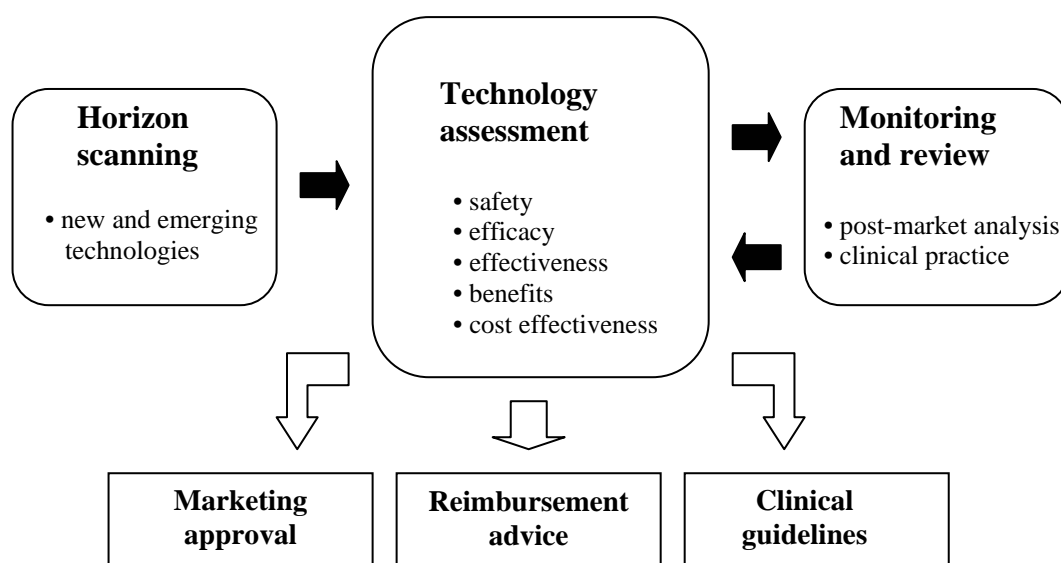 Horizon
scanning
• new and emerging
technologies
Technology
assessment
• safety
• efficacy
• effectiveness
• benefits
• cost effectiveness
Monitoring
and review
• post-market analysis
• clinical practice
Marketing
approval
Reimbursement
advice
Clinical
guidelines